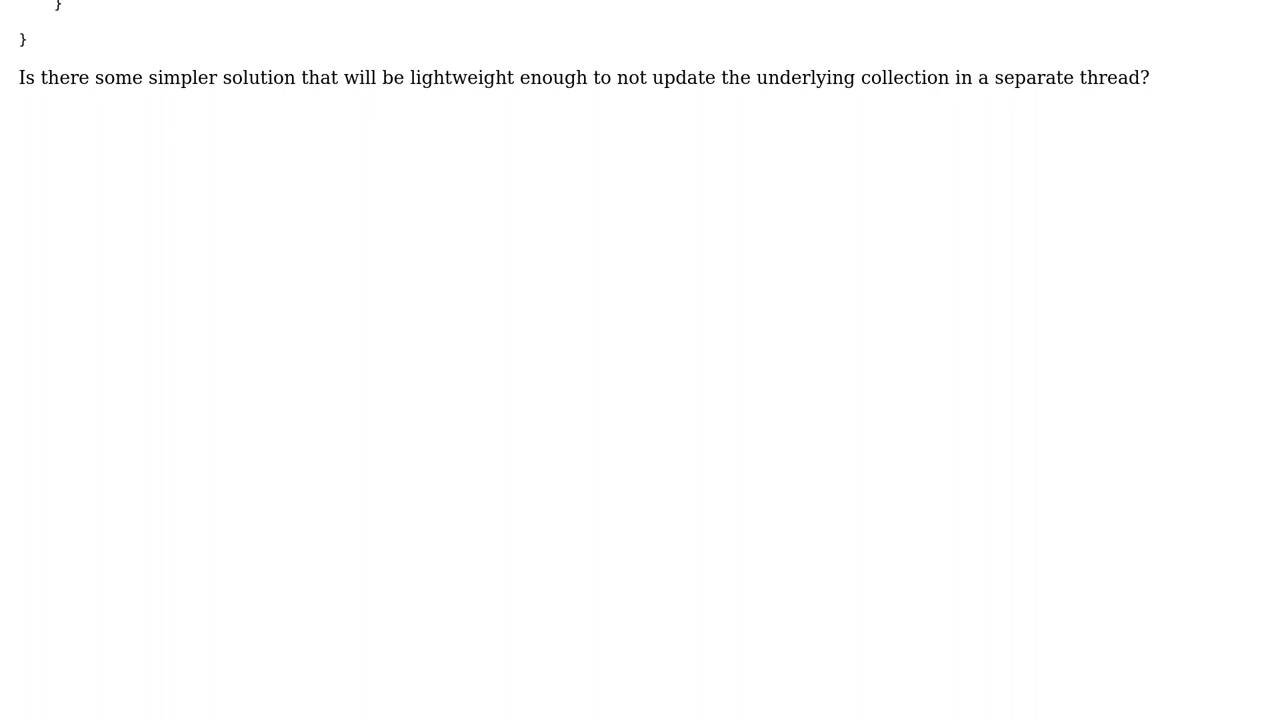 }
}
Is there some simpler solution that will be lightweight enough to not update the underlying collection in a separate thread?